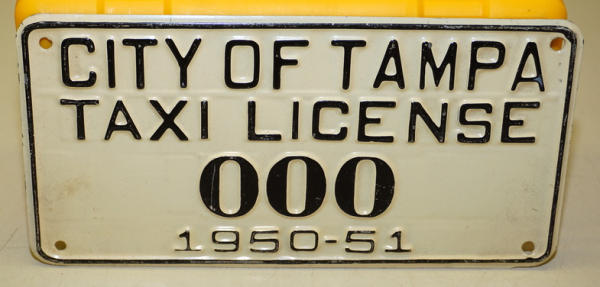 CITY OF TAMPA
TAXI LICENSE
000
1950-51